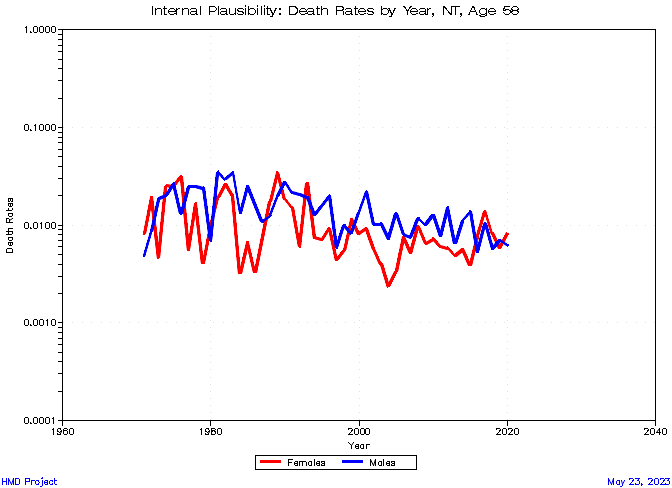 Internal Plausibility: Death Rates by Year, NT, Age 58
1.0000
0.1000
0.0100
0.0010
0.0001
Death Rates
1960
1980
2000
2020
2040
Year
Females
Males
HMD Project
May 23, 2023